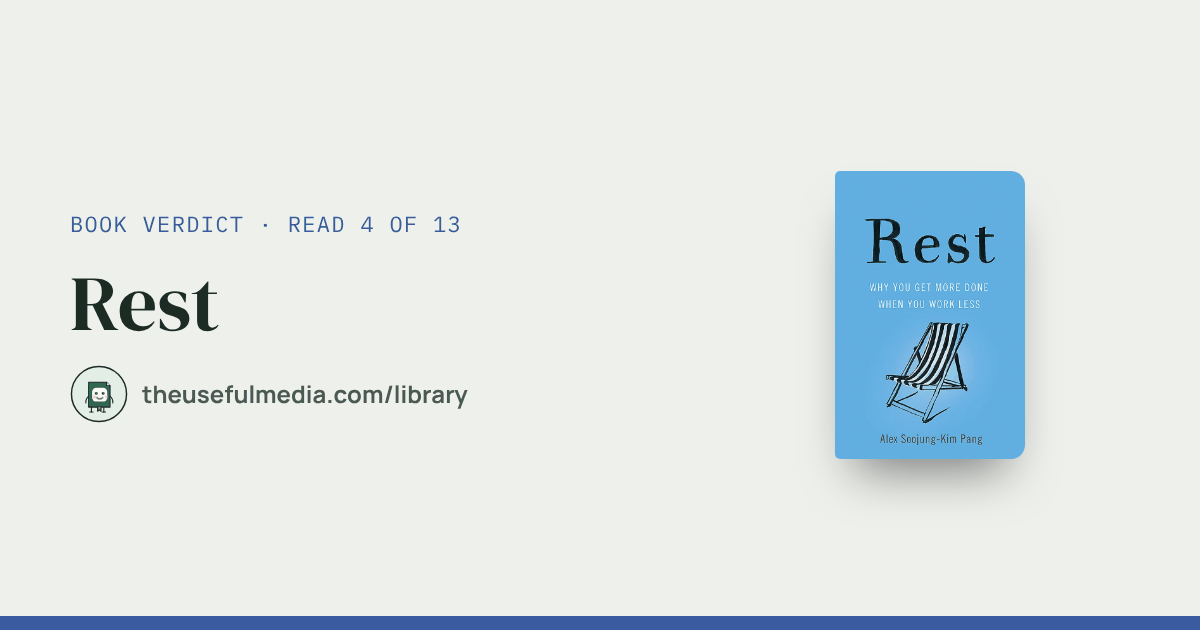 BOOK VERDICT · READ 4 OF 13
Rest
theusefulmedia.com/library
Rest
WHY YOU GET MORE DONE
WHEN YOU WORK LESS
Alex Soojung-Kim Pang